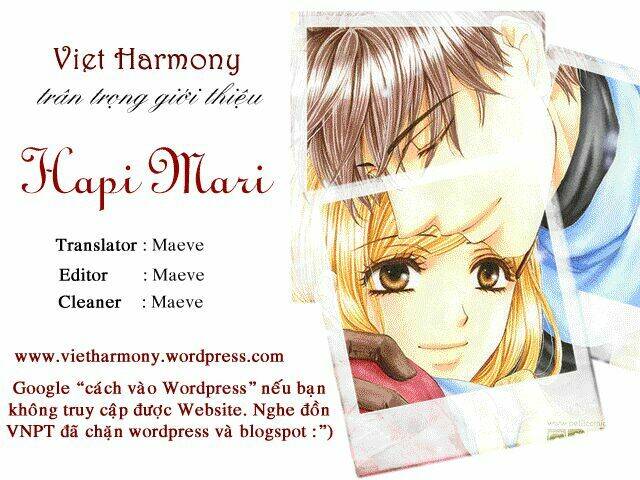 Việt Harmony
trân trọng giới thiệu
Hapi Mari
Translator : Maeve
Editor : Maeve
Cleaner : Maeve
www.vietharmony.wordpress.com
Google “cách vào Wordpress” nếu bạn
không truy cập được Website. Nghe đồn
VNPT đã chặn wordpress và blogspot :”)